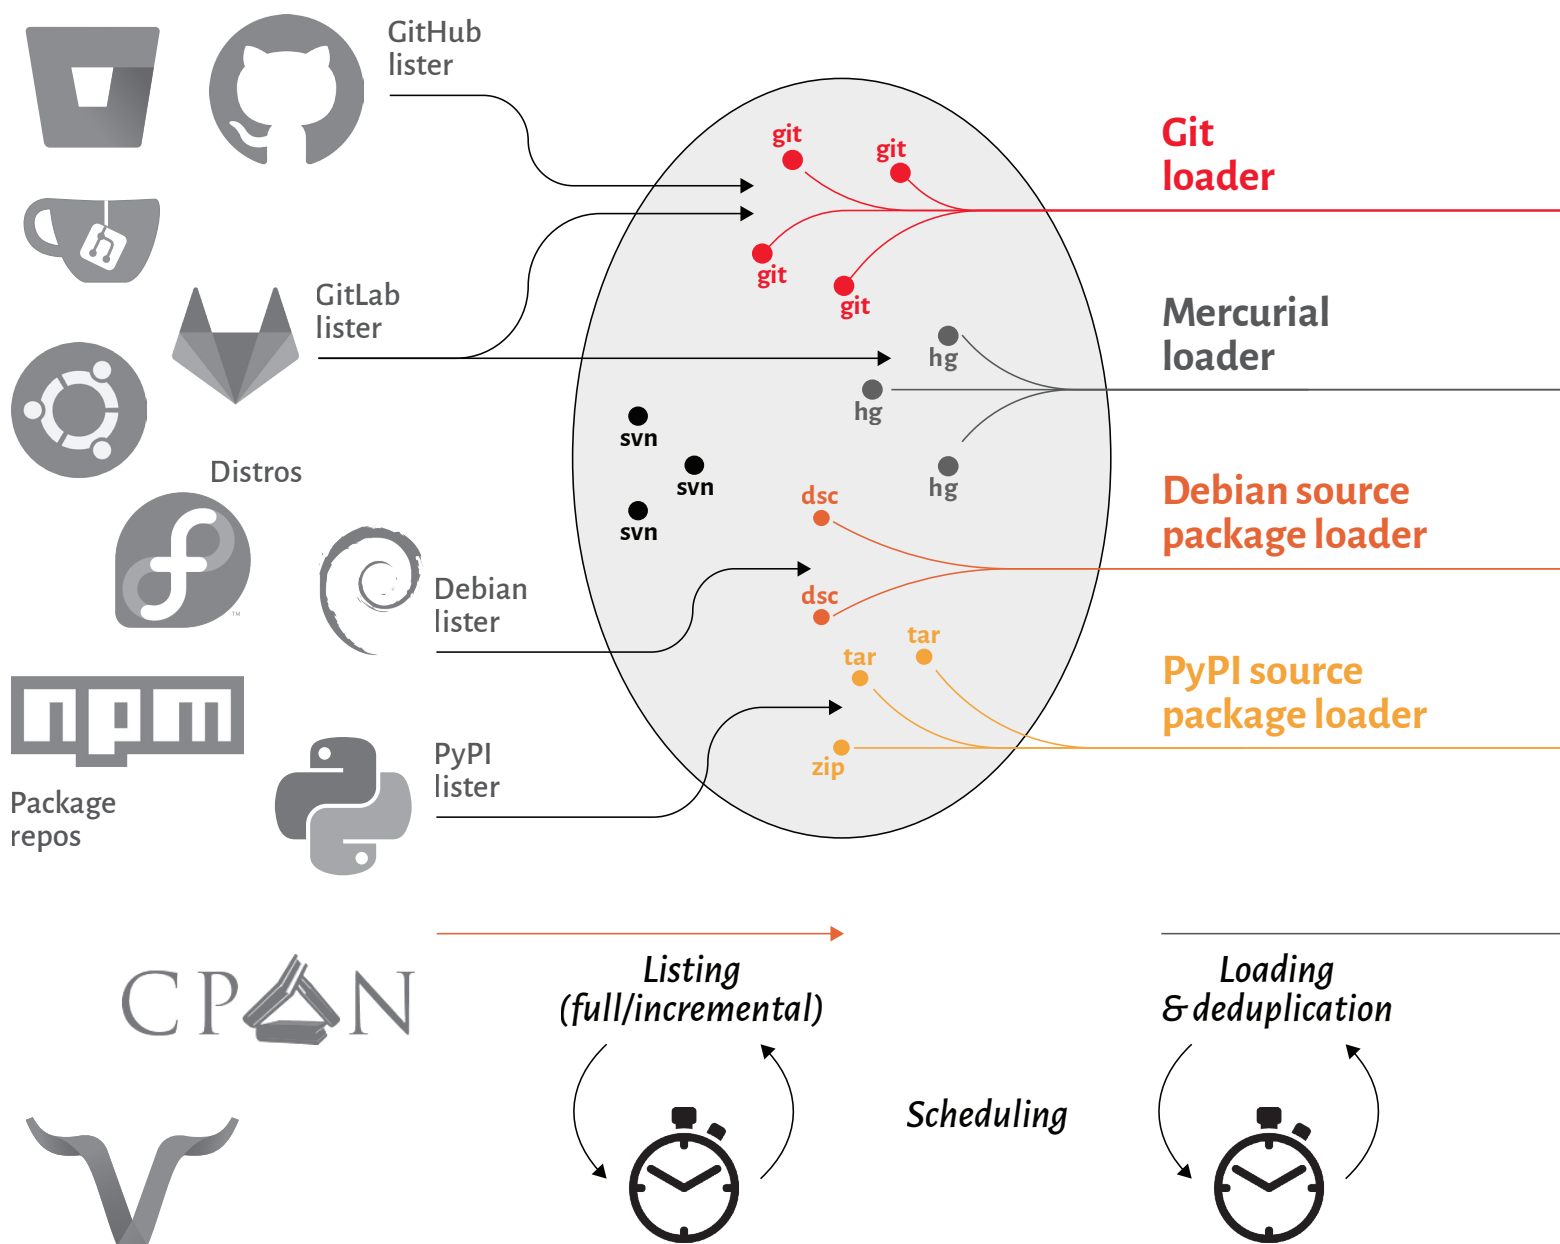 GitHub
lister
git
git
Git
loader
git
git
GitLab
lister
Mercurial
loader
hg
hg
hg
svn
svn
svn
Distros
dsc
dsc
Debian source
package loader
Debian
lister
™
tar
tar
zip
PyPI source
package loader
npm
PyPI
lister
Package
repos
CPAN
Listing
(full/incremental)
Loading
& deduplication
Scheduling